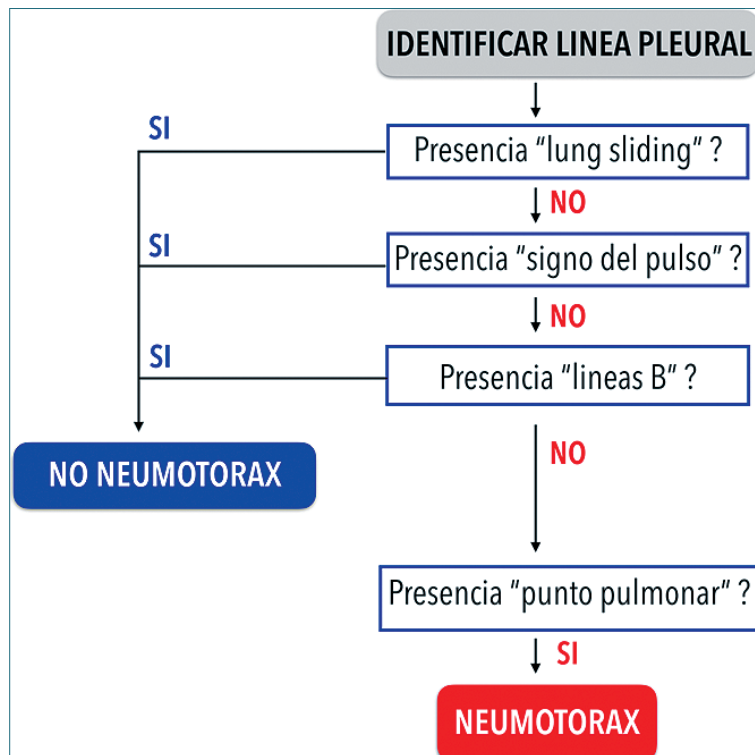 IDENTIFICAR LINEA PLEURAL
SI
Presencia “lung sliding” ?
NO
SI
Presencia “signo del pulso” ?
NO
SI
Presencia “lineas B” ?
NO
NO NEUMOTORAX
Presencia “punto pulmonar” ?
SI
NEUMOTORAX